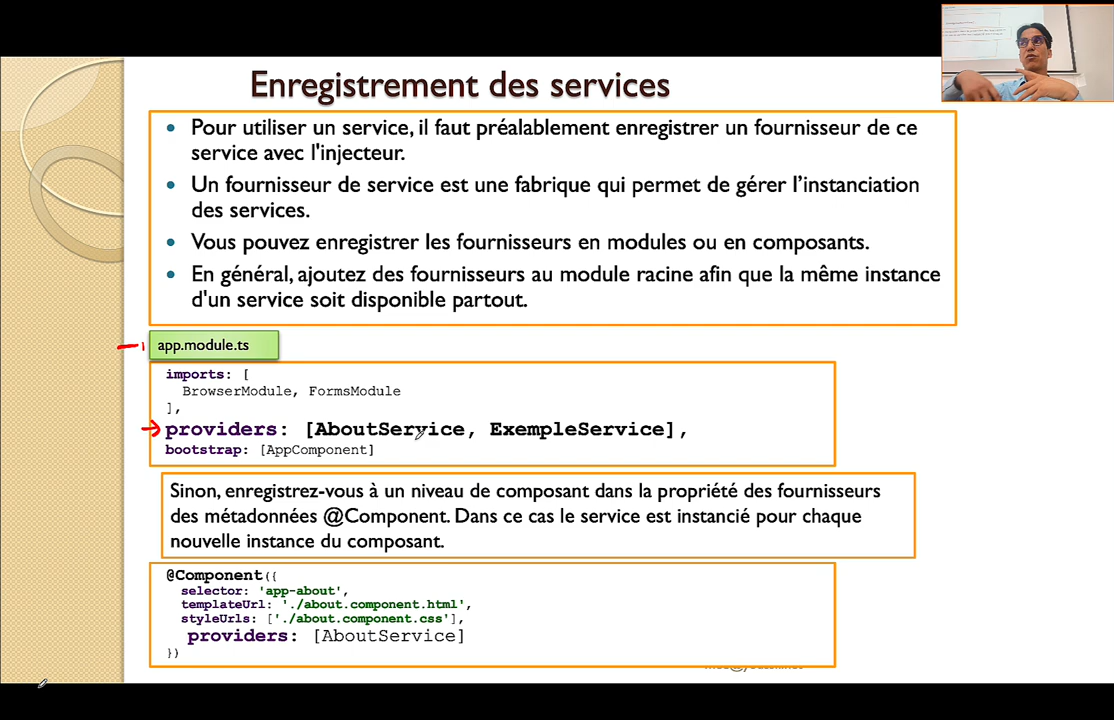 Enregistrement des services
• Pour utiliser un service, il faut préalablement enregistrer un fournisseur de ce
service avec l'injecteur.
• Un fournisseur de service est une fabrique qui permet de gérer l’instanciation
des services.
• Vous pouvez enregistrer les fournisseurs en modules ou en composants.
• En général, ajoutez des fournisseurs au module racine afin que la même instance
d'un service soit disponible partout.
app.module.ts
imports: [
BrowserModule, FormsModule
],
providers: [AboutService, ExempleService],
bootstrap: [AppComponent]
Sinon, enregistrez-vous à un niveau de composant dans la propriété des fournisseurs
des métadonnées @Component. Dans ce cas le service est instancié pour chaque
nouvelle instance du composant.
@Component({
selector: 'app-about',
templateUrl: './about.component.html',
styleUrls: ['./about.component.css'],
providers: [AboutService]
})